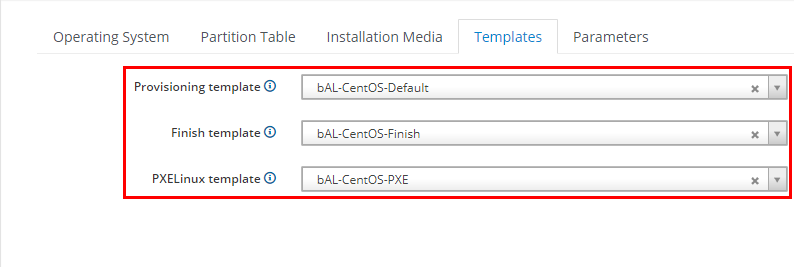 Operating System Partition Table Installation Media Templates Parameters
Provisioning template bAL-CentOS-Default
Finish template bAL-CentOS-Finish
PXELinux template bAL-CentOS-PXE